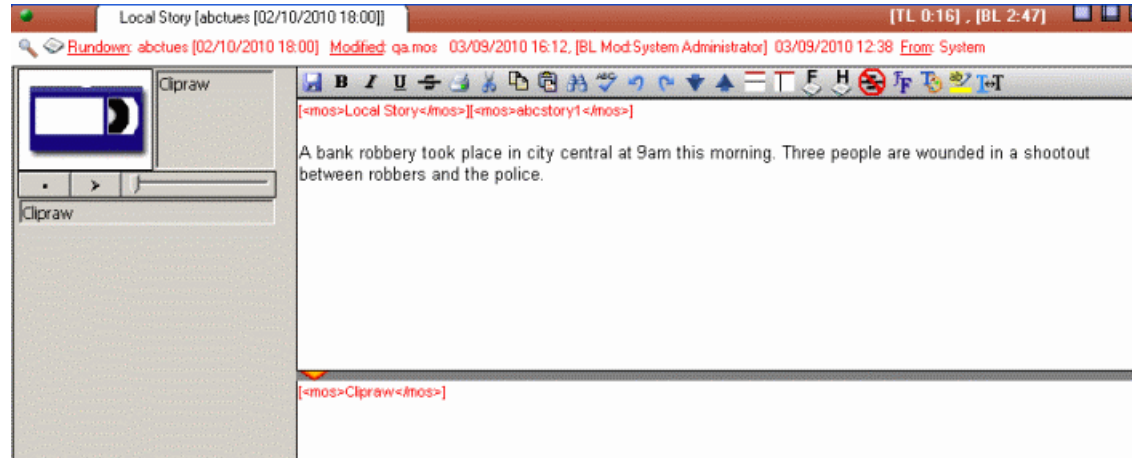 Local Story [abctues [02/10/2010 18:00]]
[TL 0:16] , [BL 2:47]
Rundown: abctues [02/10/2010 18:00] Modified: qa.mos 03/09/2010 16:12, [BL Mod:System Administrator] 03/09/2010 12:38 From: System
Clipraw
B I U
ABC
F H
[<mos>Local Story</mos>][<mos>abcstory1</mos>]
A bank robbery took place in city central at 9am this morning. Three people are wounded in a shootout
between robbers and the police.
Clipraw
[<mos>Clipraw</mos>]